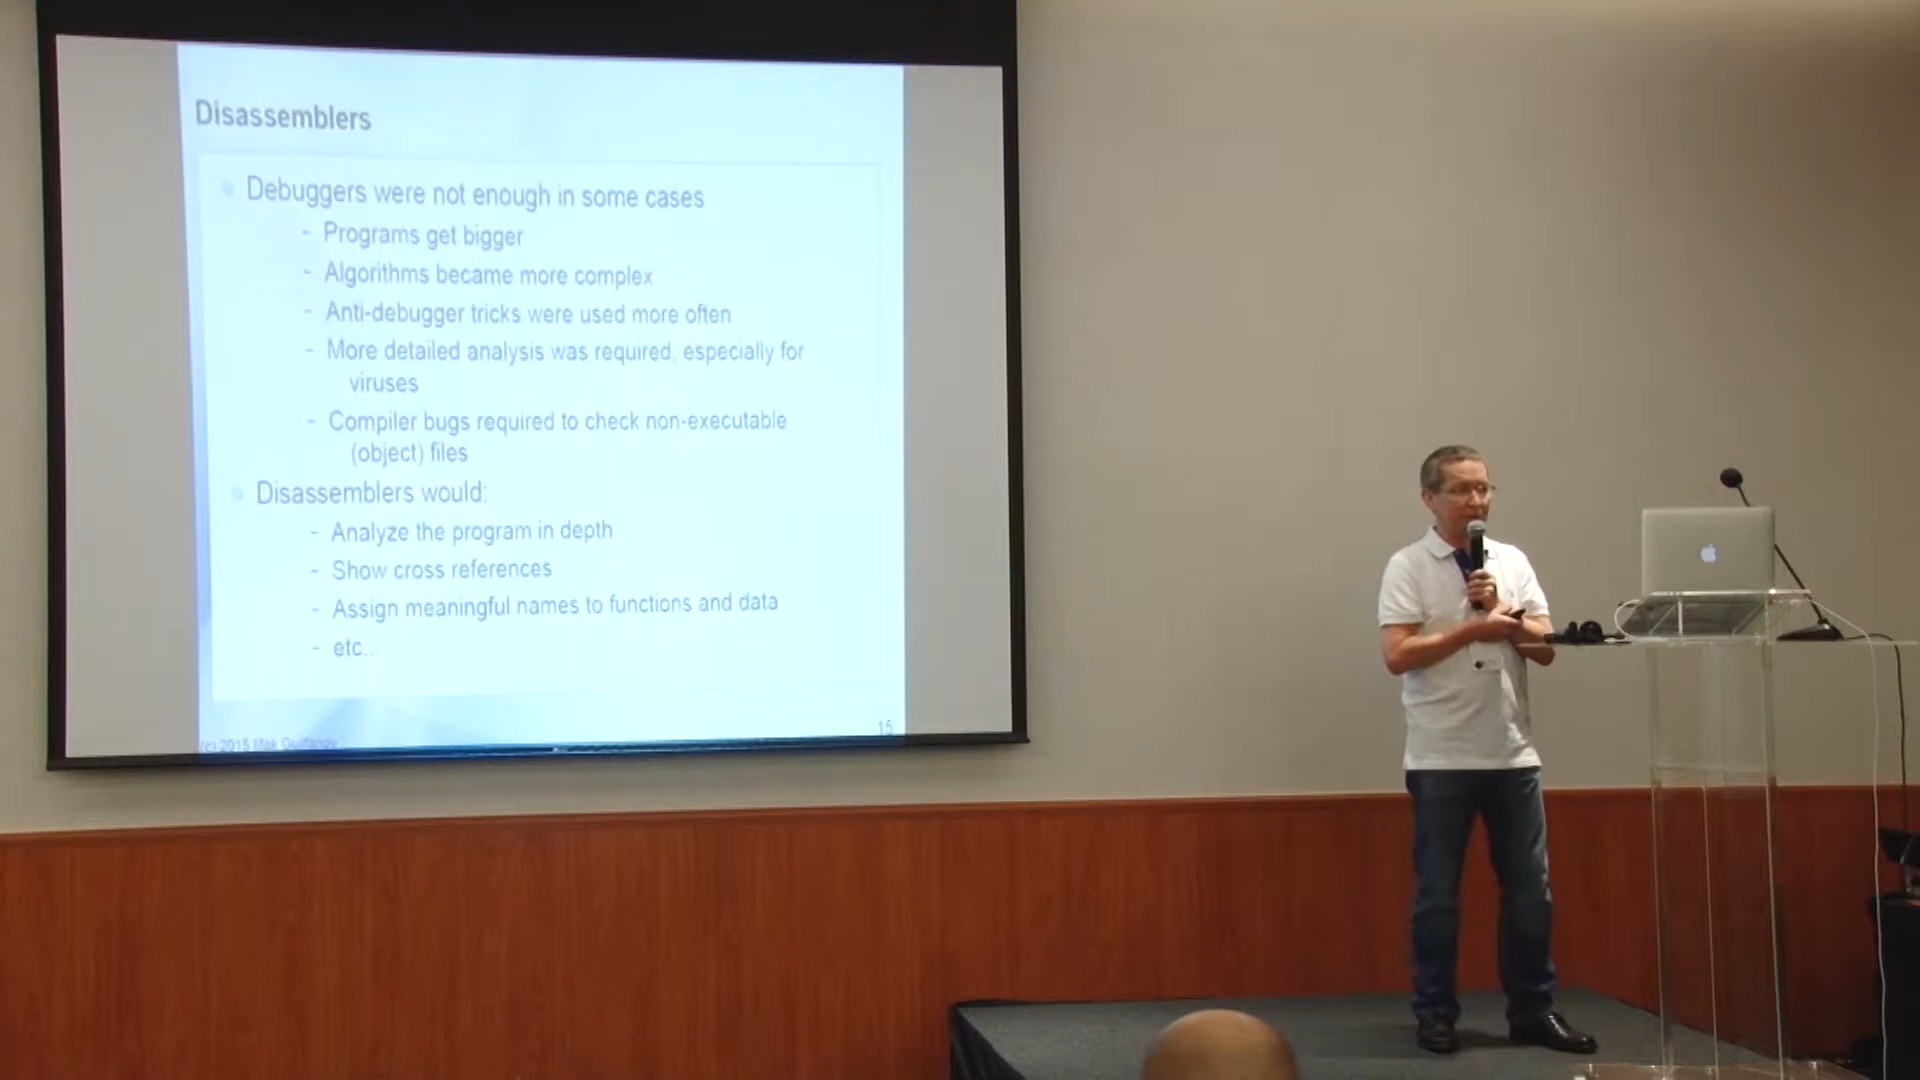 Disassemblers
Debuggers were not enough in some cases
- Programs get bigger
- Algorithms became more complex
- Anti-debugger tricks were used more often
- More detailed analysis was required, especially for
viruses
- Compiler bugs required to check non-executable
(object) files
Disassemblers would:
- Analyze the program in depth
- Show cross references
- Assign meaningful names to functions and data
- etc...
(c) 2015 Ilfak Guilfanov
15